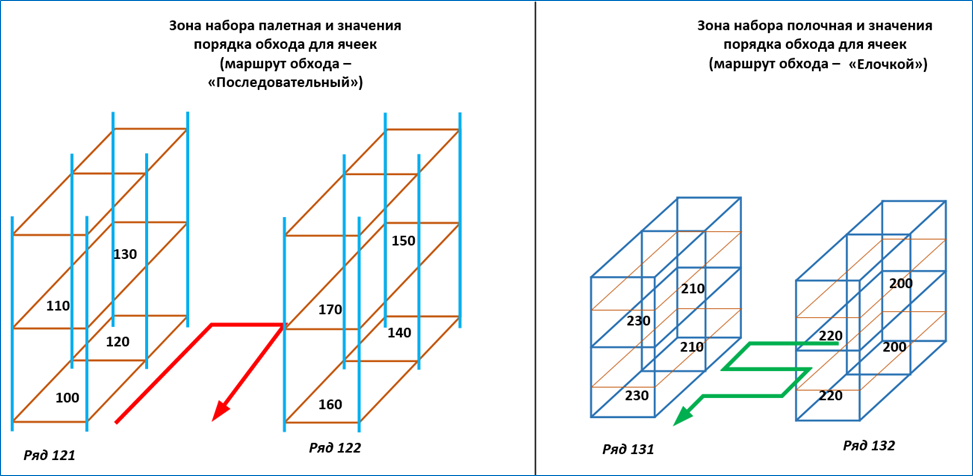 Зона набора палетная и значения
порядка обхода для ячеек
(маршрут обхода –
«Последовательный»)
130
110
120
100
Ряд 121
150
170
140
160
Ряд 122
Зона набора полочная и значения
порядка обхода для ячеек
(маршрут обхода – «Елочкой»)
210
230
210
230
Ряд 131
200
220
200
220
Ряд 132